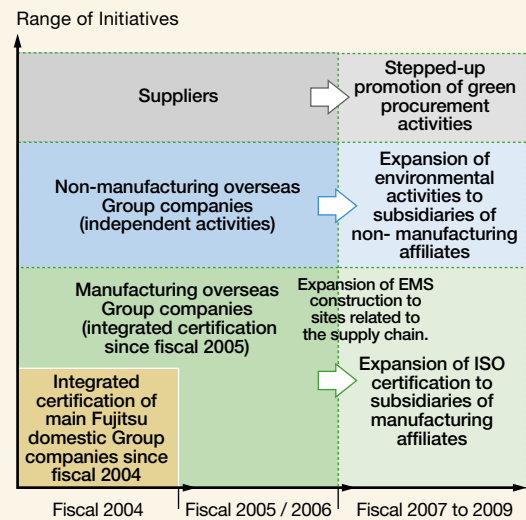 Range of Initiatives
Suppliers
Stepped-up
promotion of green
procurement
activities
Non-manufacturing overseas
Group companies
(independent activities)
Expansion of
environmental
activities to
subsidiaries of
non- manufacturing
affiliates
Manufacturing overseas
Group companies
(integrated certification
since fiscal 2005)
Expansion of EMS
construction to
sites related to
the supply chain.
Integrated
certification of
main Fujitsu
domestic Group
companies since
fiscal 2004
Expansion of ISO
certification to
subsidiaries of
manufacturing
affiliates
Fiscal 2004
Fiscal 2005 / 2006
Fiscal 2007 to 2009